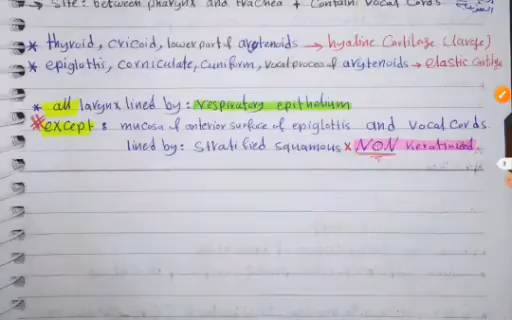 → Site: between pharynx and trachea + Contain Vocal Cords
* thyroid, cricoid, lower part of arytenoids → hyaline Cartilage (large)
* epiglottis, corniculate, cuniform, vocal process of arytenoids → elastic Cartilage
* all larynx lined by: respiratory epithelium
* except: mucosa of anterior surface of epiglottis and vocal cords
lined by: Stratified squamous x NON Keratinized